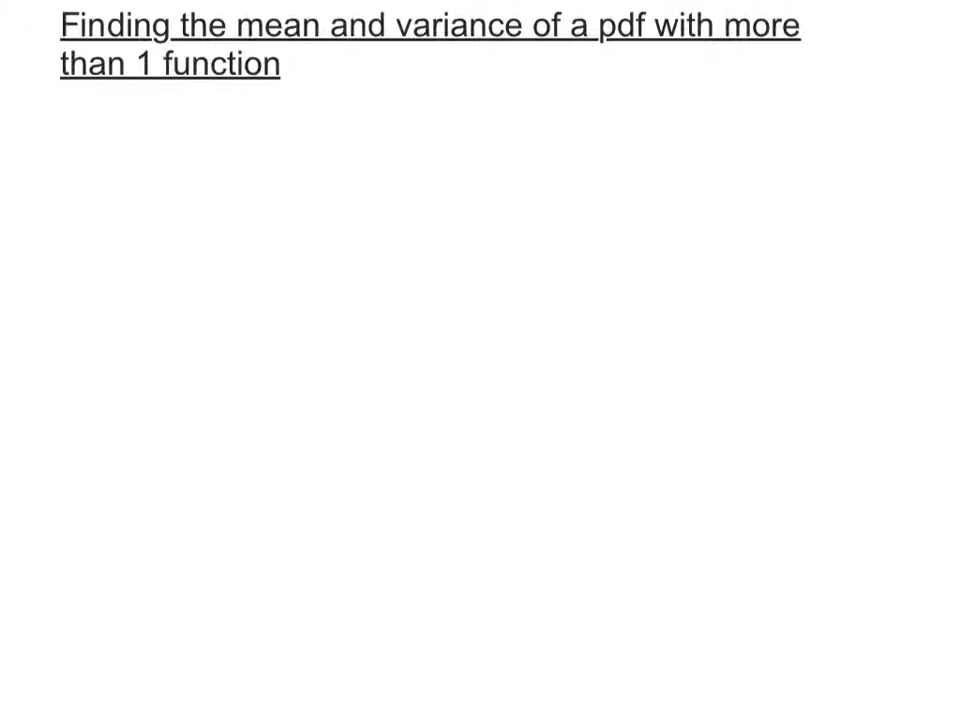 Finding the mean and variance of a pdf with more
than 1 function